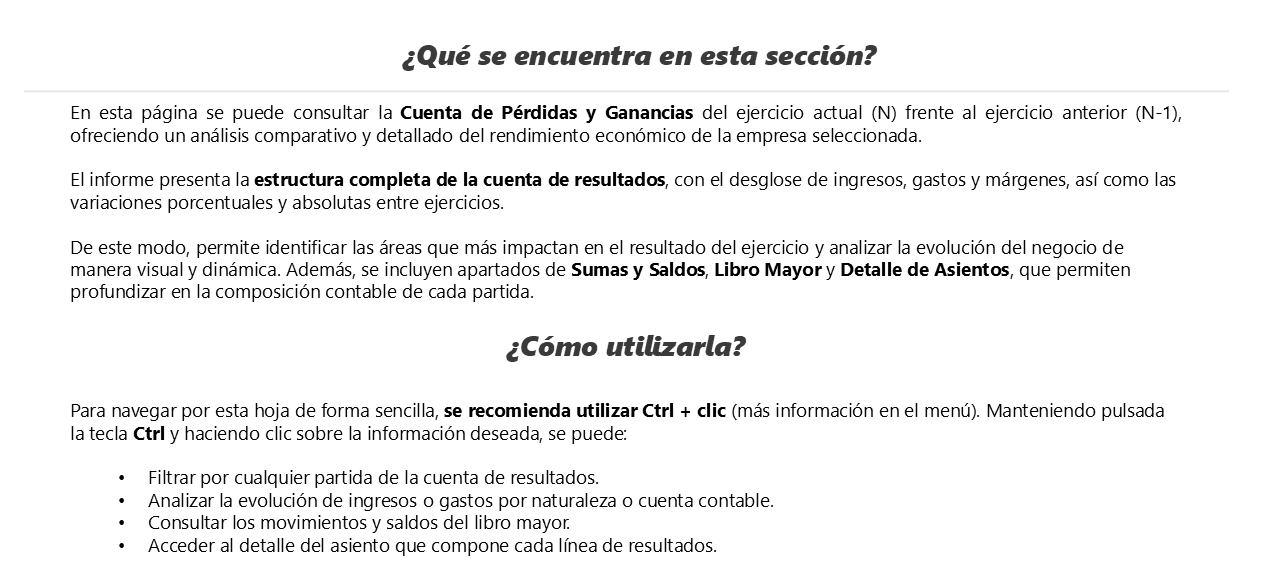 ¿Qué se encuentra en esta sección?
En esta página se puede consultar la Cuenta de Pérdidas y Ganancias del ejercicio actual (N) frente al ejercicio anterior (N-1),
ofreciendo un análisis comparativo y detallado del rendimiento económico de la empresa seleccionada.
El informe presenta la estructura completa de la cuenta de resultados, con el desglose de ingresos, gastos y márgenes, así como las
variaciones porcentuales y absolutas entre ejercicios.
De este modo, permite identificar las áreas que más impactan en el resultado del ejercicio y analizar la evolución del negocio de
manera visual y dinámica. Además, se incluyen apartados de Sumas y Saldos, Libro Mayor y Detalle de Asientos, que permiten
profundizar en la composición contable de cada partida.
¿Cómo utilizarla?
Para navegar por esta hoja de forma sencilla, se recomienda utilizar Ctrl + clic (más información en el menú). Manteniendo pulsada
la tecla Ctrl y haciendo clic sobre la información deseada, se puede:
• Filtrar por cualquier partida de la cuenta de resultados.
• Analizar la evolución de ingresos o gastos por naturaleza o cuenta contable.
• Consultar los movimientos y saldos del libro mayor.
• Acceder al detalle del asiento que compone cada línea de resultados.